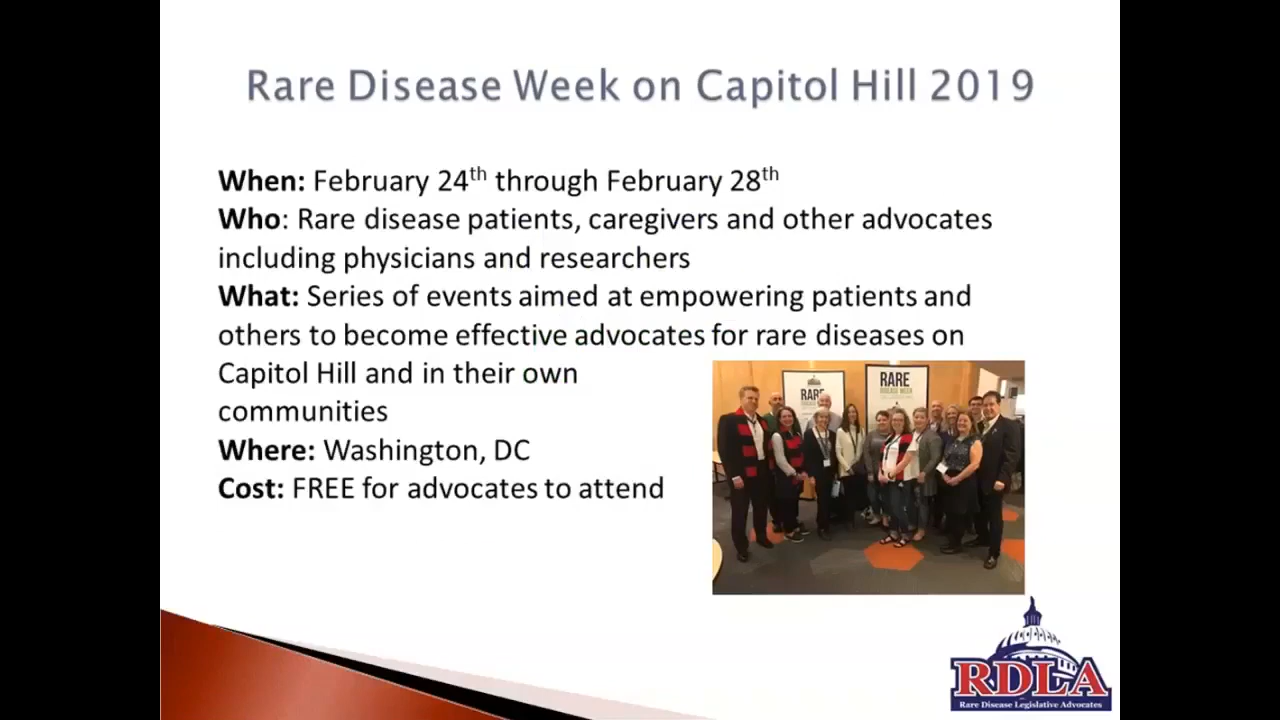 Rare Disease Week on Capitol Hill 2019
When: February 24th through February 28th
Who: Rare disease patients, caregivers and other advocates
including physicians and researchers
What: Series of events aimed at empowering patients and
others to become effective advocates for rare diseases on
Capitol Hill and in their own
communities
Where: Washington, DC
Cost: FREE for advocates to attend
RARE
RARE
DISEASE WEEK
RDLA
Rare Disease Legislative Advocates